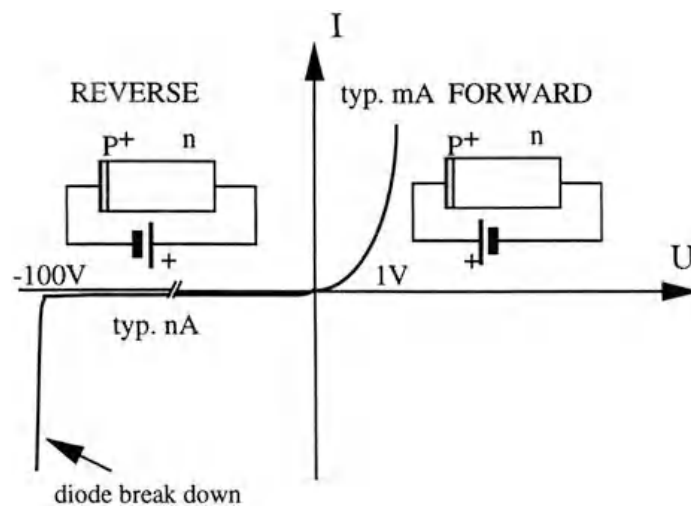 I
REVERSE
typ. mA FORWARD
P+ n
P+ n
+
+
-100V
1V
U
typ. nA
diode break down